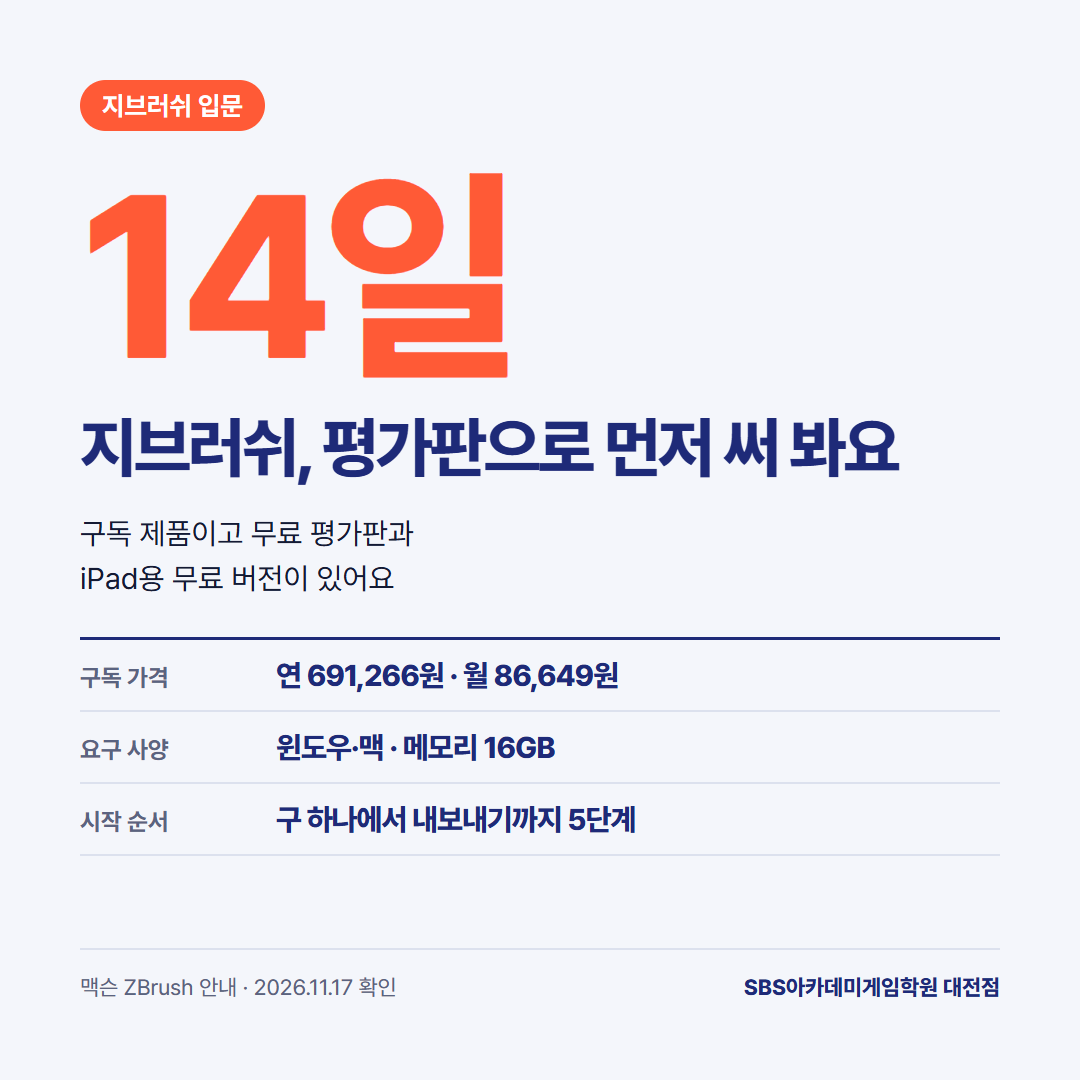 지브러쉬 입문
14일
지브러쉬, 평가판으로 먼저 써 봐요
구독 제품이고 무료 평가판과
iPad용 무료 버전이 있어요
구독 가격 연 691,266원 · 월 86,649원
요구 사양 윈도우·맥 · 메모리 16GB
시작 순서 구 하나에서 내보내기까지 5단계
맥슨 ZBrush 안내 · 2026.11.17 확인 SBS아카데미게임학원 대전점